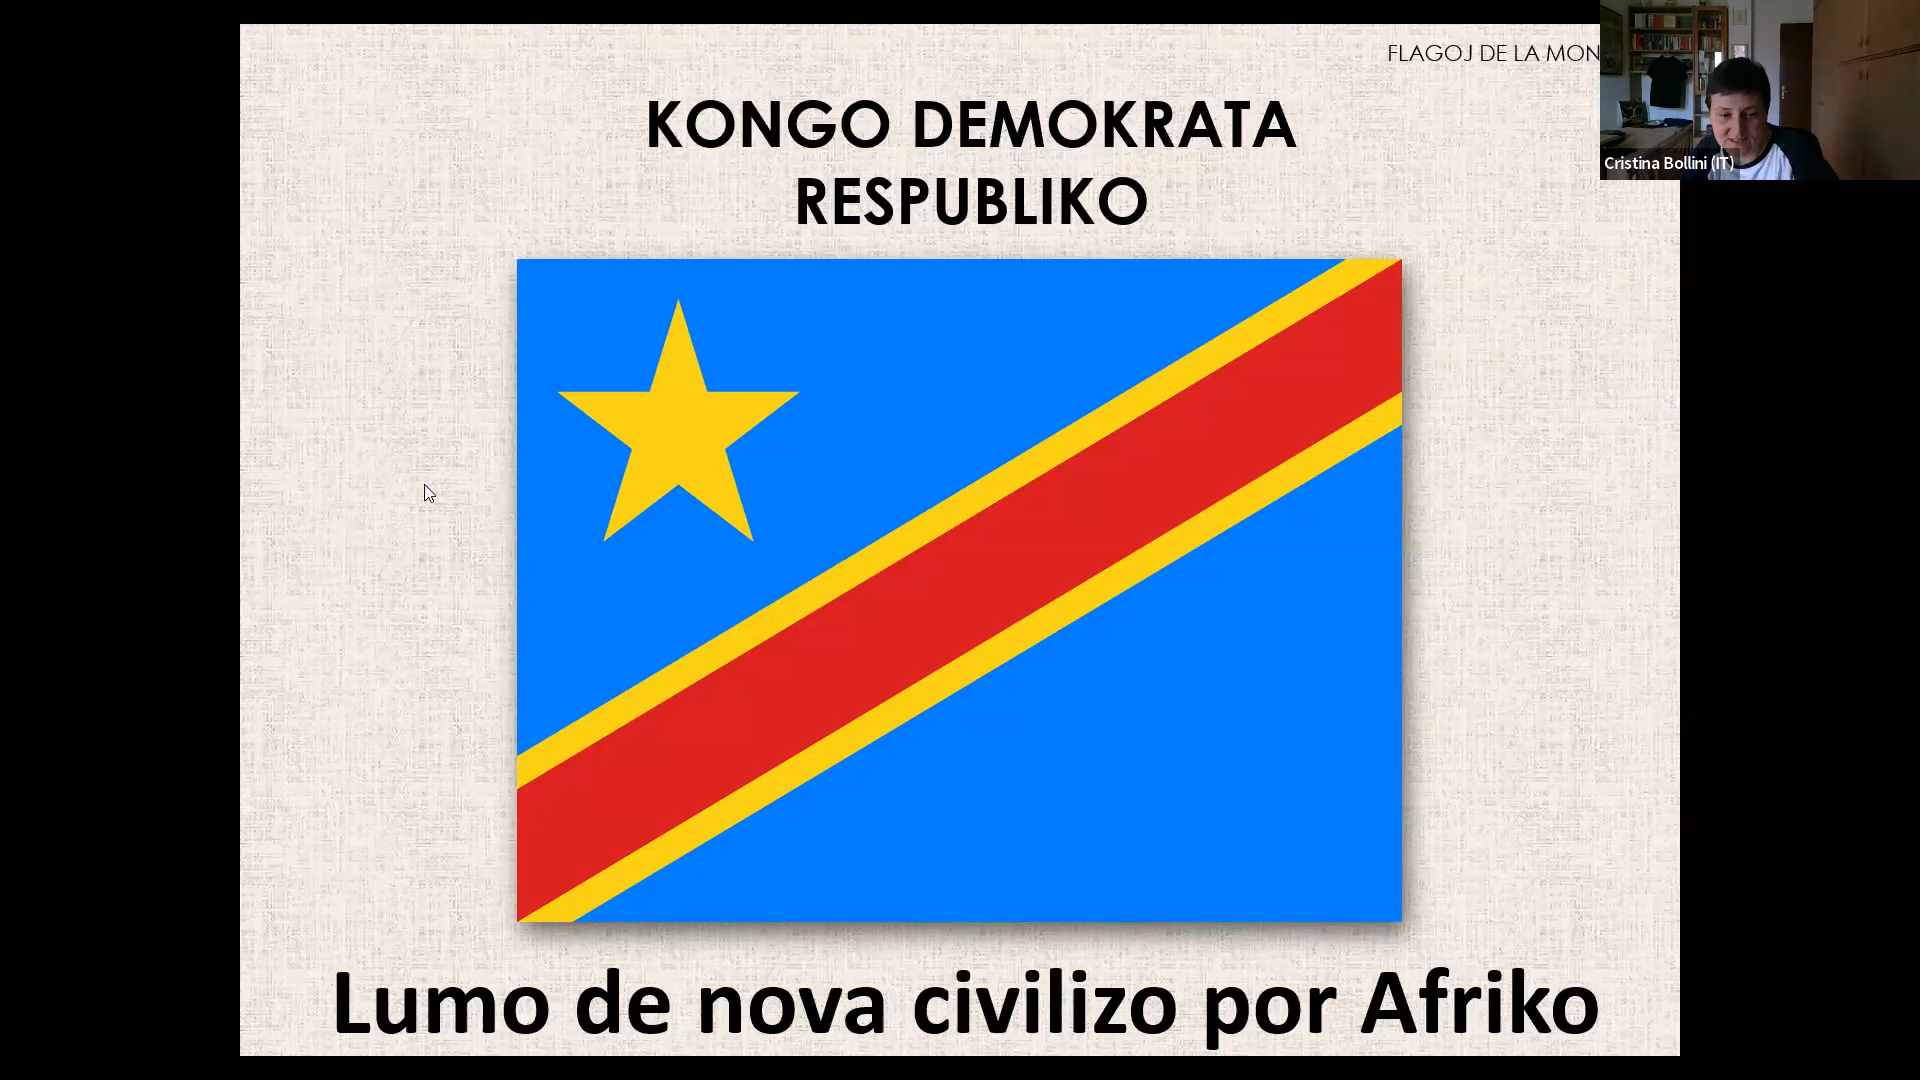 FLAGOJ DE LA MON
KONGO DEMOKRATA
RESPUBLIKO
Cristina Bollini (IT)
Lumo de nova civilizo por Afriko